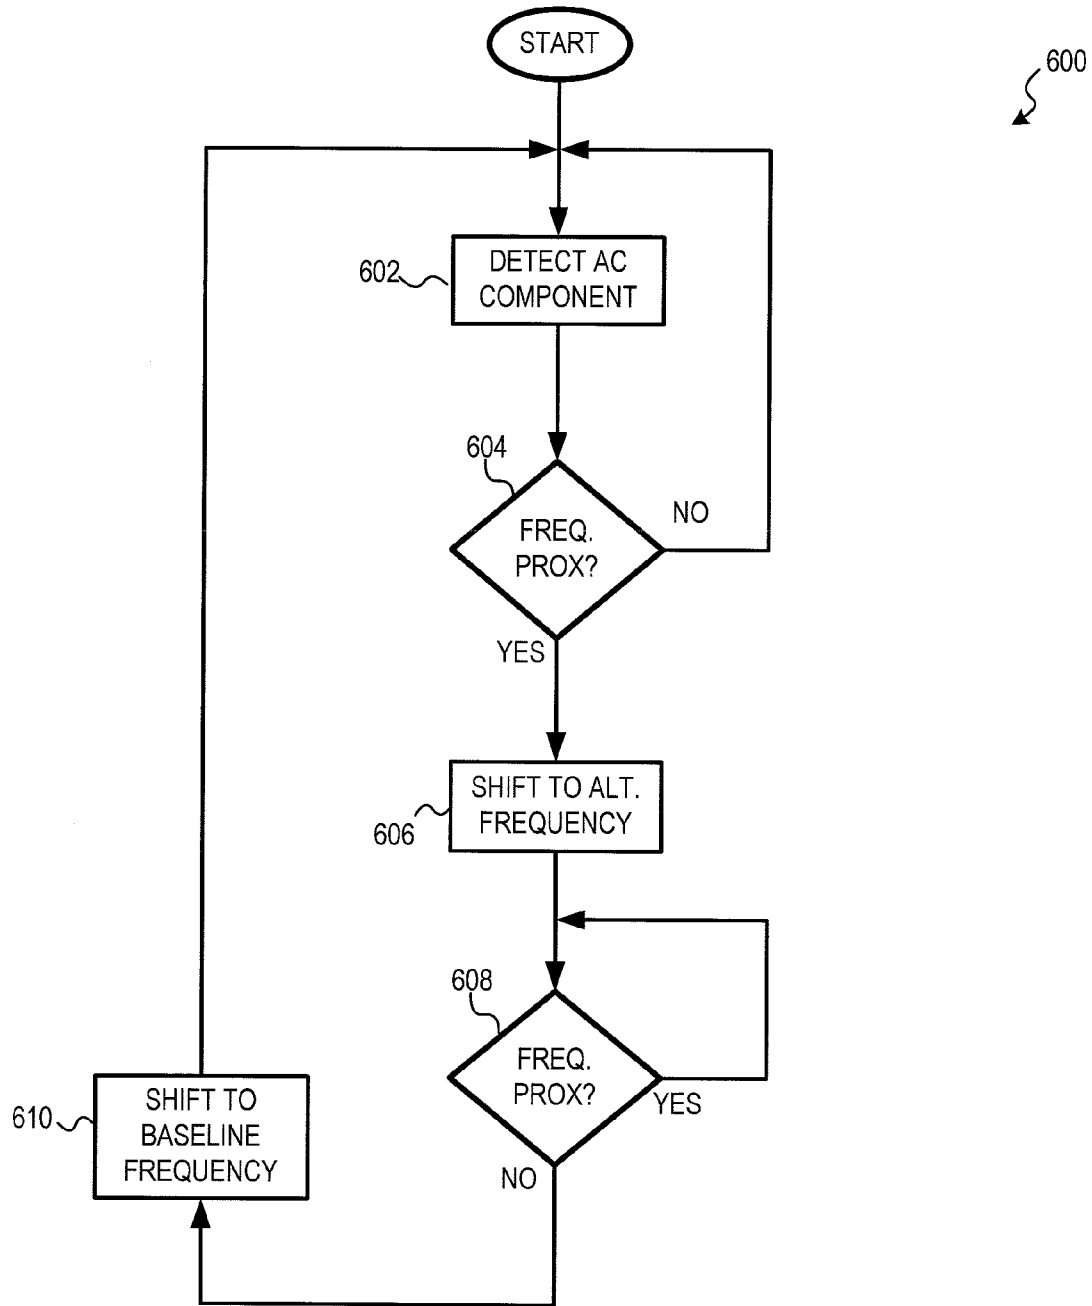 START
600
602
DETECT AC
COMPONENT
604
FREQ.
PROX?
NO
YES
SHIFT TO ALT.
FREQUENCY
606
608
FREQ.
PROX?
YES
NO
610
SHIFT TO
BASELINE
FREQUENCY